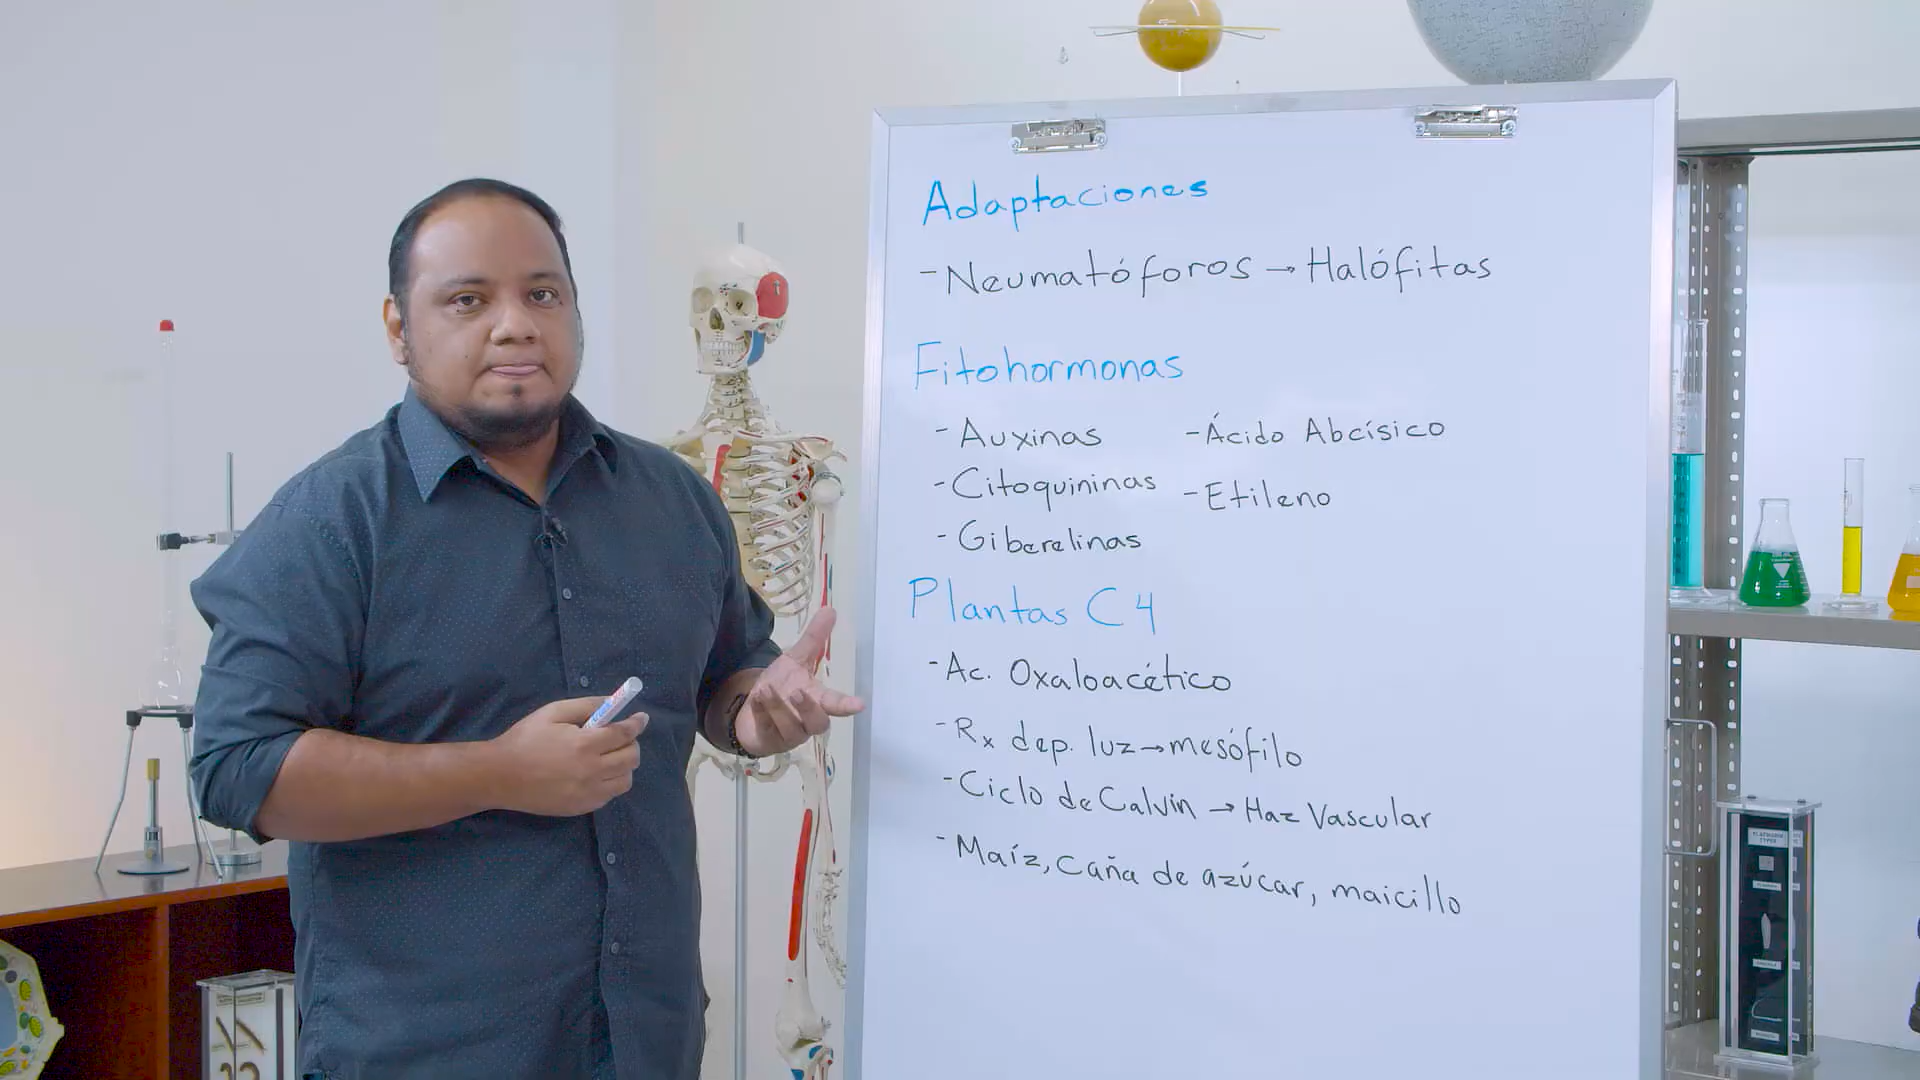 Adaptaciones
- Neumatóforos → Halófitas
Fitohormonas
- Auxinas - Ácido Abcísico
- Citoquininas - Etileno
- Giberelinas
Plantas C4
- Ac. Oxaloacético
- Rx dep. luz → mesófilo
- Ciclo de Calvin → Haz Vascular
- Maíz, caña de azúcar, maicillo